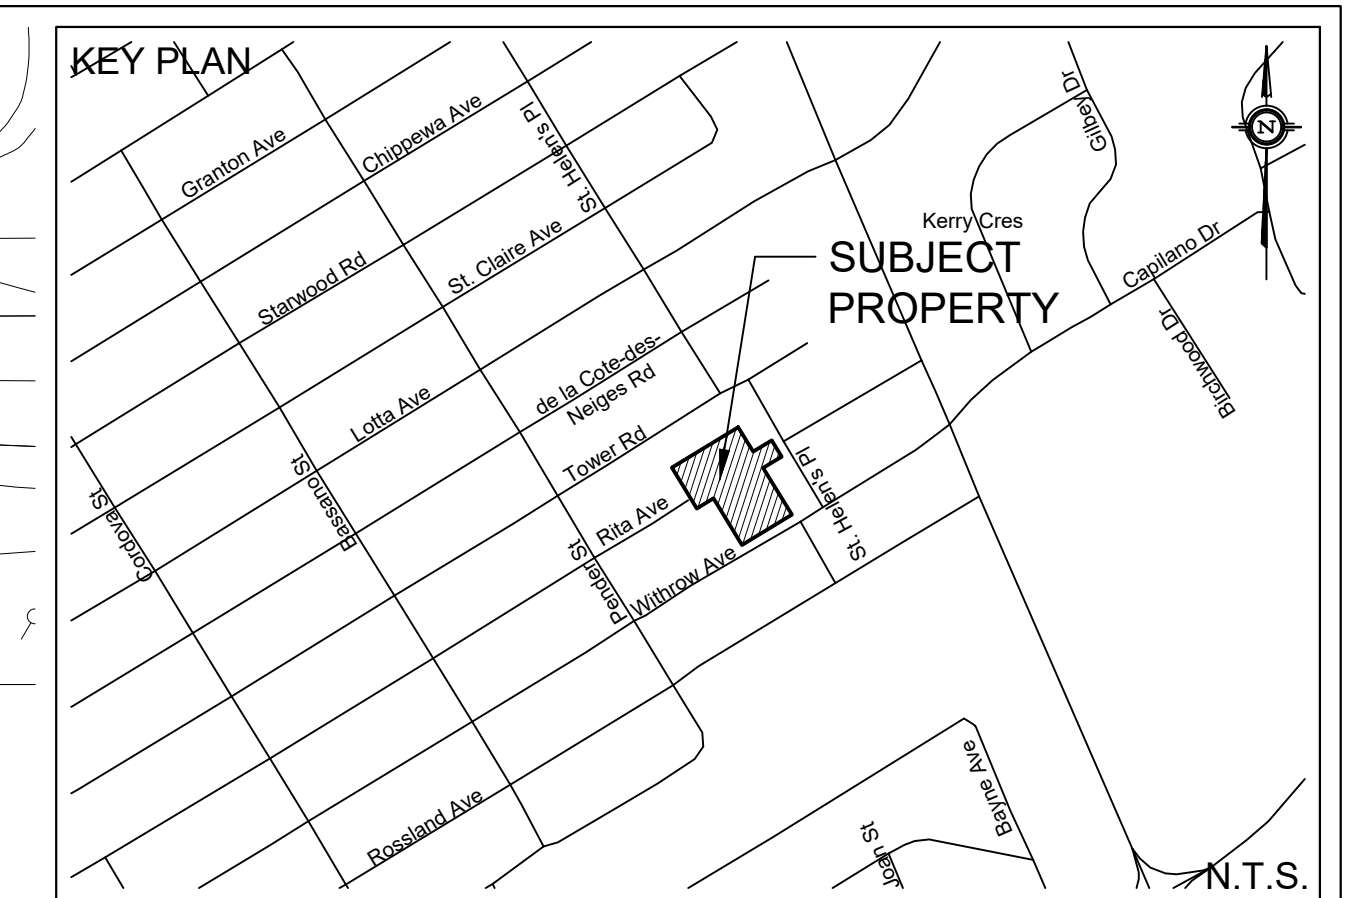 KEY PLAN
Granton Ave
Chippewa Ave
St. Helen's Pl
Gilbey Dr
N
Kerry Cres
Starwood Rd
St. Claire Ave
SUBJECT
PROPERTY
Capilano Dr
Birchwood Dr
Lotta Ave
de la Cote-des-
Neiges Rd
Tower Rd
Cordova St
Bassano St
Rita Ave
St. Helen's Pl
Pender St
Withrow Ave
Rossland Ave
Joan St
Bayne Ave
N.T.S.